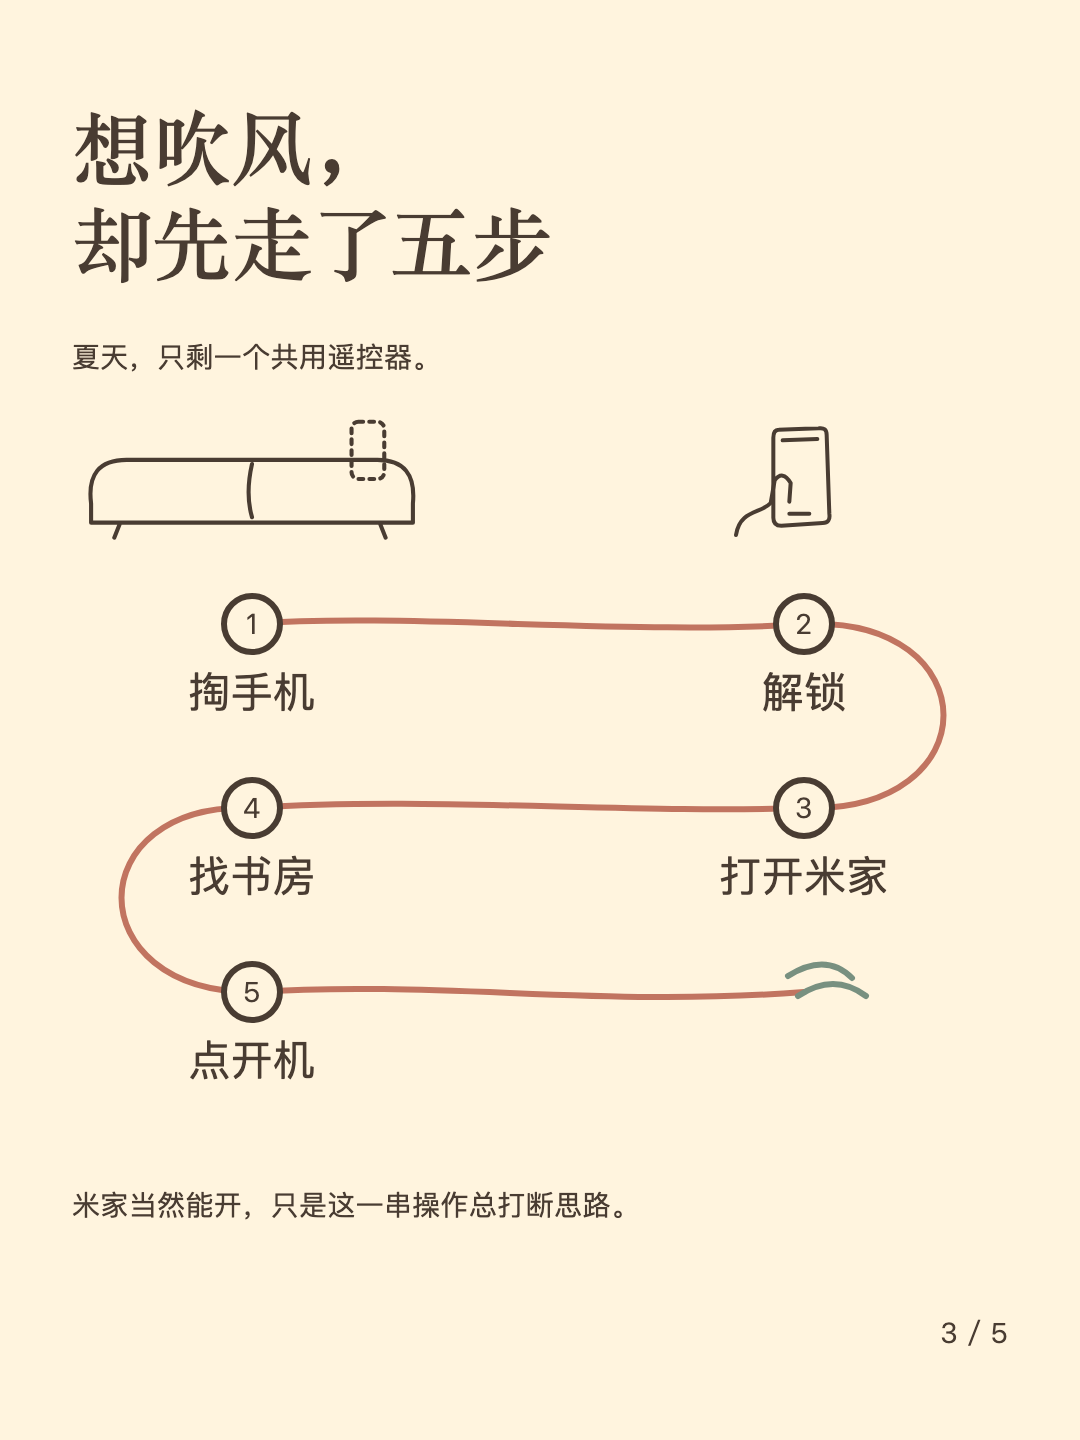 想吹风，
却先走了五步
夏天，只剩一个共用遥控器。
1
掏手机
2
解锁
3
打开米家
4
找书房
5
点开机
米家当然能开，只是这一串操作总打断思路。
3 / 5